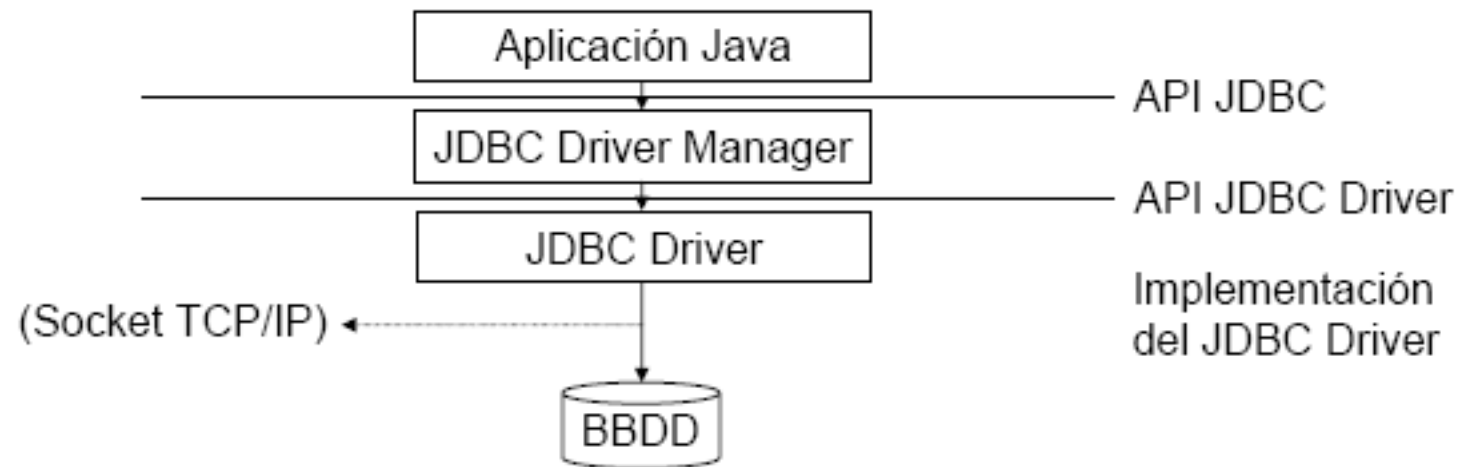 Aplicación Java
API JDBC
JDBC Driver Manager
API JDBC Driver
JDBC Driver
Implementación
del JDBC Driver
(Socket TCP/IP)
BBDD